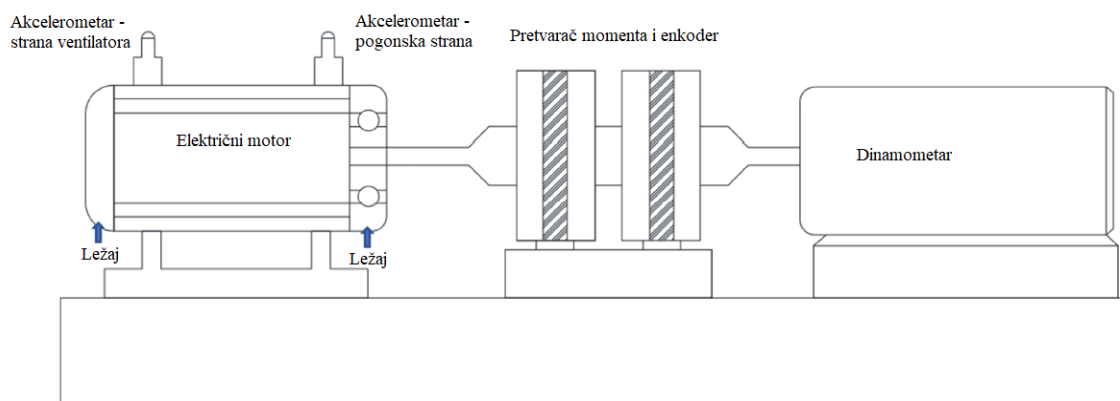 Akcelerometar -
strana ventilatora
Akcelerometar -
pogonska strana
Pretvarač momenta i enkoder
Električni motor
Dinamometar
Ležaj
Ležaj